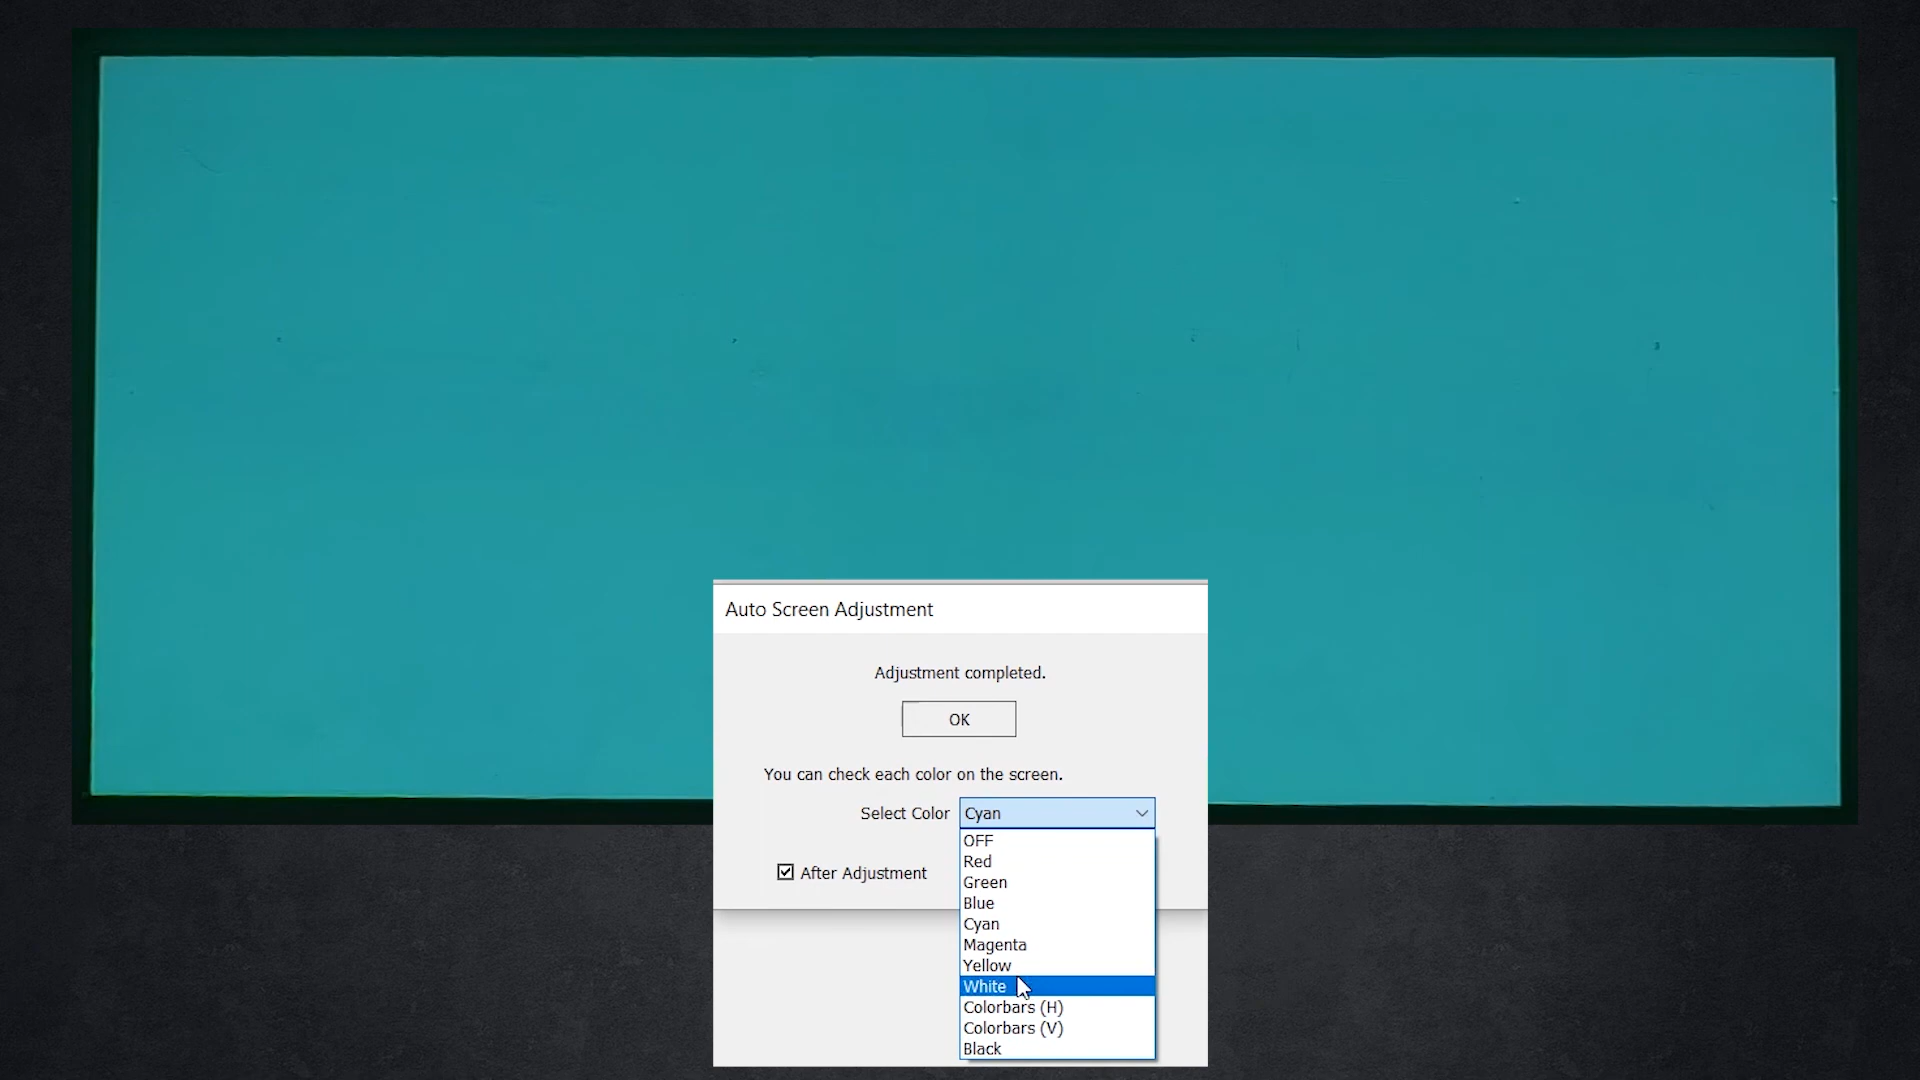 Auto Screen Adjustment
Adjustment completed.
OK
You can check each color on the screen.
Select Color Cyan
OFF
Red
Green
Blue
Cyan
After Adjustment
Magenta
Yellow
White
Colorbars (H)
Colorbars (V)
Black